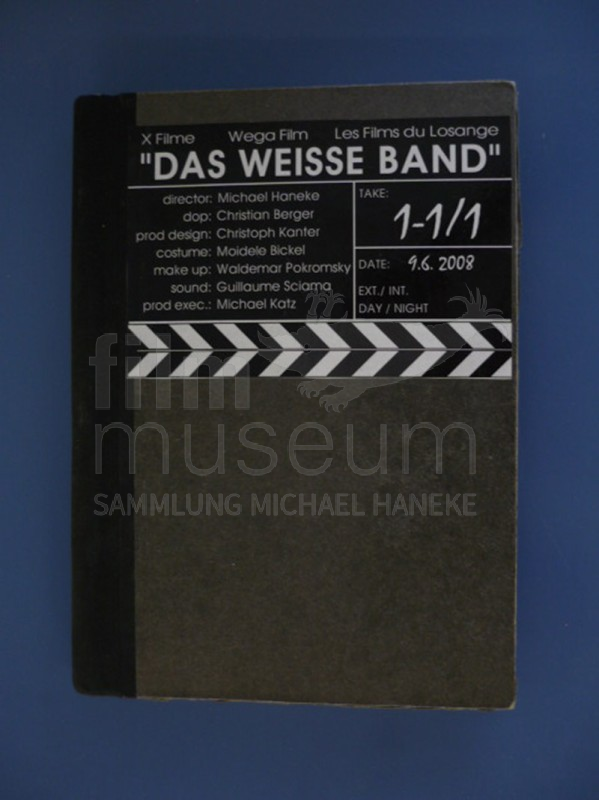 X Filme Wega Film Les Films du Losange
"DAS WEISSE BAND"
director: Michael Haneke
dop: Christian Berger
prod design: Christoph Kanter
costume: Moidele Bickel
make up: Waldemar Pokromsky
sound: Guillaume Sciama
prod exec.: Michael Katz
TAKE:
1-1/1
DATE: 9.6.2008
EXT./ INT.
DAY / NIGHT
film
museum
SAMMLUNG MICHAEL HANEKE